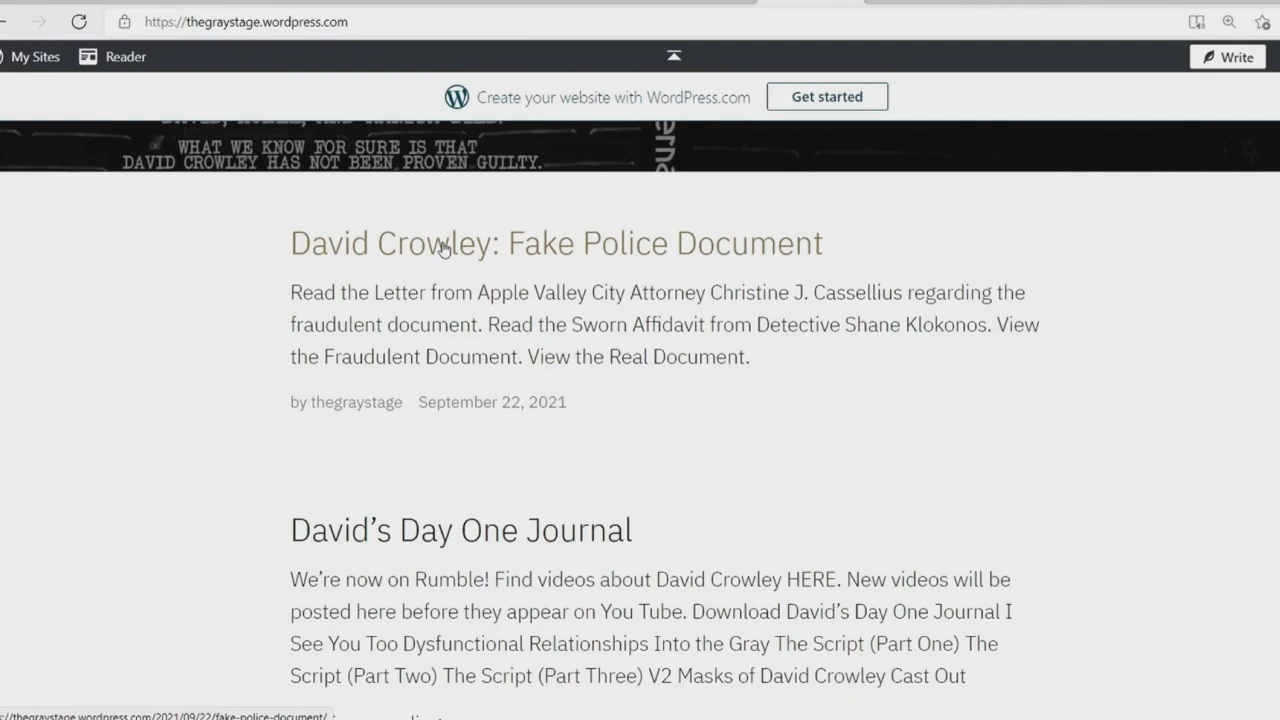 https://thegraystage.wordpress.com
My Sites
Reader
Write
Create your website with WordPress.com
Get started
WHAT WE KNOW FOR SURE IS THAT
DAVID CROWLEY HAS NOT BEEN PROVEN GUILTY.
David Crowley: Fake Police Document
Read the Letter from Apple Valley City Attorney Christine J. Cassellius regarding the
fraudulent document. Read the Sworn Affidavit from Detective Shane Klokonos. View
the Fraudulent Document. View the Real Document.
by thegraystage September 22, 2021
David’s Day One Journal
We’re now on Rumble! Find videos about David Crowley HERE. New videos will be
posted here before they appear on You Tube. Download David’s Day One Journal I
See You Too Dysfunctional Relationships Into the Gray The Script (Part One) The
Script (Part Two) The Script (Part Three) V2 Masks of David Crowley Cast Out
s://thegraystage.wordpress.com/2021/09/22/fake-police-document/